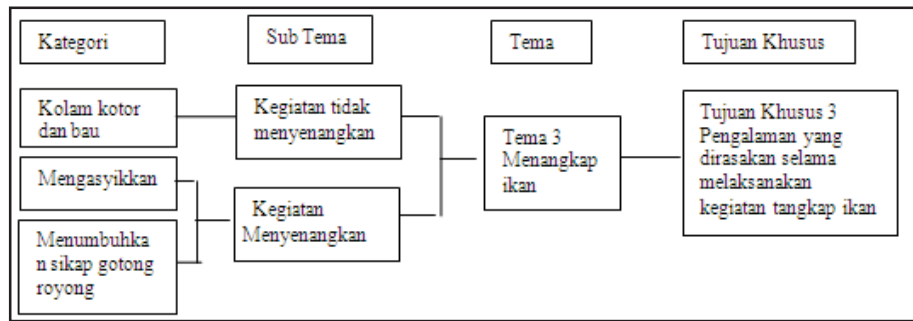 Kategori
Sub Tema
Tema
Tujuan Khusus
Kolam kotor
dan bau
Kegiatan tidak
menyenangkan
Mengasyikkan
Kegiatan
Menyenangkan
Menumbuhka
n sikap gotong
royong
Tema 3
Menangkap
ikan
Tujuan Khusus 3
Pengalaman yang
dirasakan selama
melaksanakan
kegiatan tangkap ikan